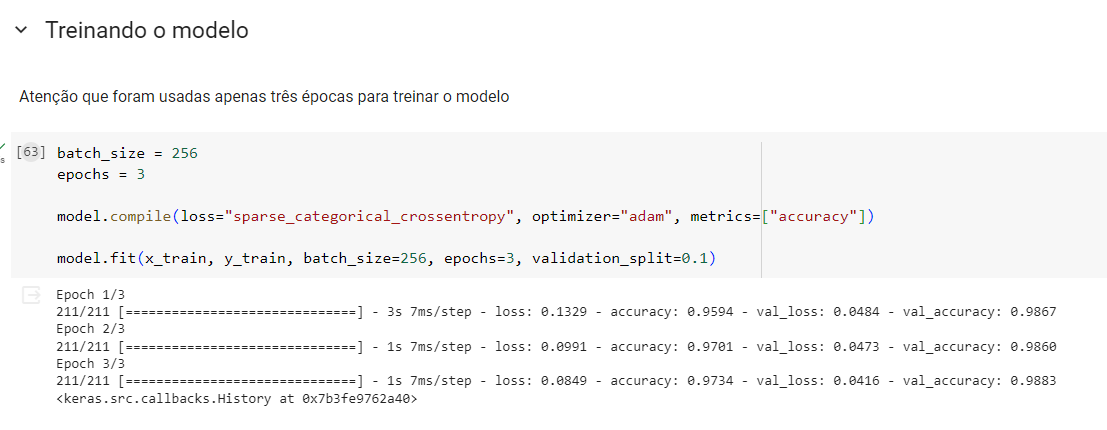 Treinando o modelo
Atenção que foram usadas apenas três épocas para treinar o modelo
[63] batch_size = 256
s
epochs = 3
model.compile(loss="sparse_categorical_crossentropy", optimizer="adam", metrics=["accuracy"])
model.fit(x_train, y_train, batch_size=256, epochs=3, validation_split=0.1)
Epoch 1/3
211/211 [==============================] - 3s 7ms/step - loss: 0.1329 - accuracy: 0.9594 - val_loss: 0.0484 - val_accuracy: 0.9867
Epoch 2/3
211/211 [==============================] - 1s 7ms/step - loss: 0.0991 - accuracy: 0.9701 - val_loss: 0.0473 - val_accuracy: 0.9860
Epoch 3/3
211/211 [==============================] - 1s 7ms/step - loss: 0.0849 - accuracy: 0.9734 - val_loss: 0.0416 - val_accuracy: 0.9883
<keras.src.callbacks.History at 0x7b3fe9762a40>